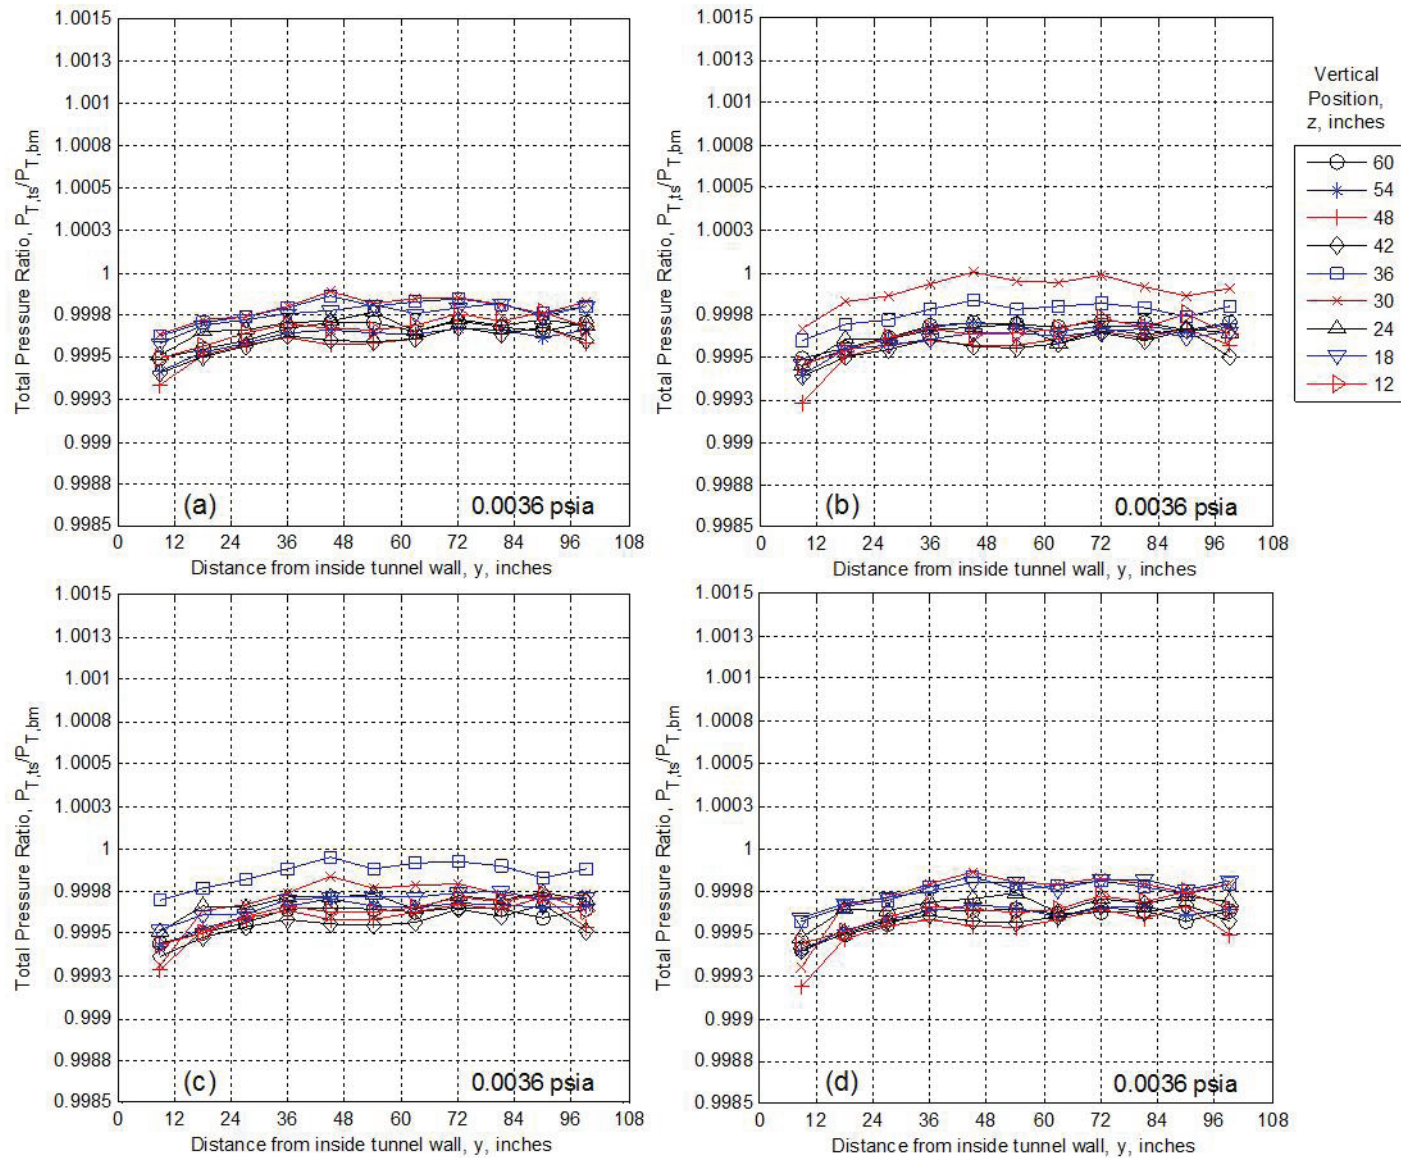 1.0015
1.0013
1.001
1.0008
1.0005
1.0003
1
0.9998
0.9995
0.9993
0.999
0.9988
0.9985
Total Pressure Ratio, P_T,ts/P_T,bm
(a)
0.0036 psia
0 12 24 36 48 60 72 84 96 108
Distance from inside tunnel wall, y, inches
1.0015
1.0013
1.001
1.0008
1.0005
1.0003
1
0.9998
0.9995
0.9993
0.999
0.9988
0.9985
Total Pressure Ratio, P_T,ts/P_T,bm
(b)
0.0036 psia
0 12 24 36 48 60 72 84 96 108
Distance from inside tunnel wall, y, inches
Vertical
Position,
z, inches
60
54
48
42
36
30
24
18
12
1.0015
1.0013
1.001
1.0008
1.0005
1.0003
1
0.9998
0.9995
0.9993
0.999
0.9988
0.9985
Total Pressure Ratio, P_T,ts/P_T,bm
(c)
0.0036 psia
0 12 24 36 48 60 72 84 96 108
Distance from inside tunnel wall, y, inches
1.0015
1.0013
1.001
1.0008
1.0005
1.0003
1
0.9998
0.9995
0.9993
0.999
0.9988
0.9985
Total Pressure Ratio, P_T,ts/P_T,bm
(d)
0.0036 psia
0 12 24 36 48 60 72 84 96 108
Distance from inside tunnel wall, y, inches